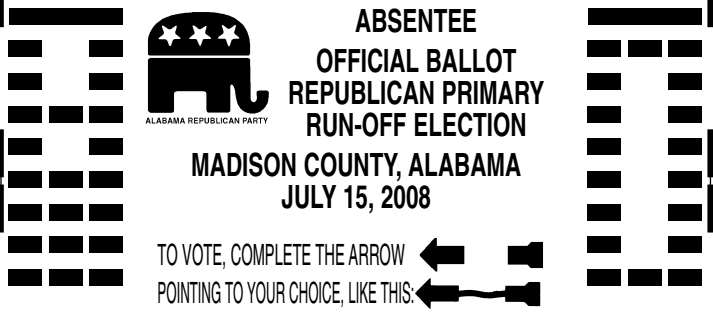 ABSENTEE
OFFICIAL BALLOT
REPUBLICAN PRIMARY
RUN-OFF ELECTION
ALABAMA REPUBLICAN PARTY
MADISON COUNTY, ALABAMA
JULY 15, 2008
TO VOTE, COMPLETE THE ARROW
POINTING TO YOUR CHOICE, LIKE THIS: